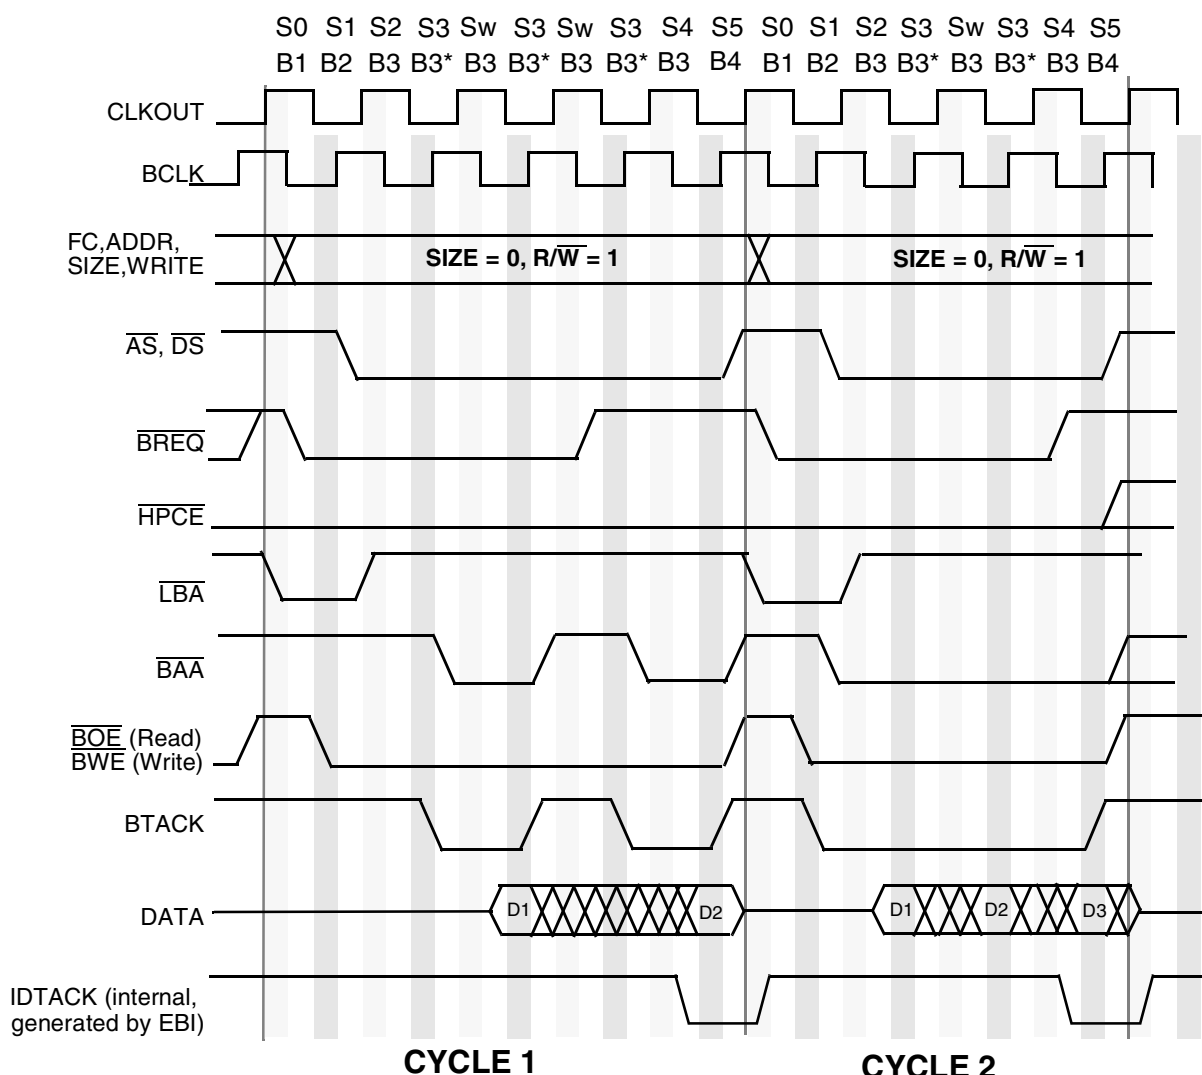 S0 S1 S2 S3 Sw S3 Sw S3 S4 S5 S0 S1 S2 S3 Sw S3 S4 S5
B1 B2 B3 B3* B3 B3* B3 B3* B3 B4 B1 B2 B3 B3* B3 B3* B3 B4
CLKOUT
BCLK
FC,ADDR,
SIZE,WRITE
SIZE = 0, R/W = 1
SIZE = 0, R/W = 1
AS, DS
BREQ
HPCE
LBA
BAA
BOE (Read)
BWE (Write)
BTACK
DATA
D1 D2 D1 D2 D3
IDTACK (internal,
generated by EBI)
CYCLE 1
CYCLE 2